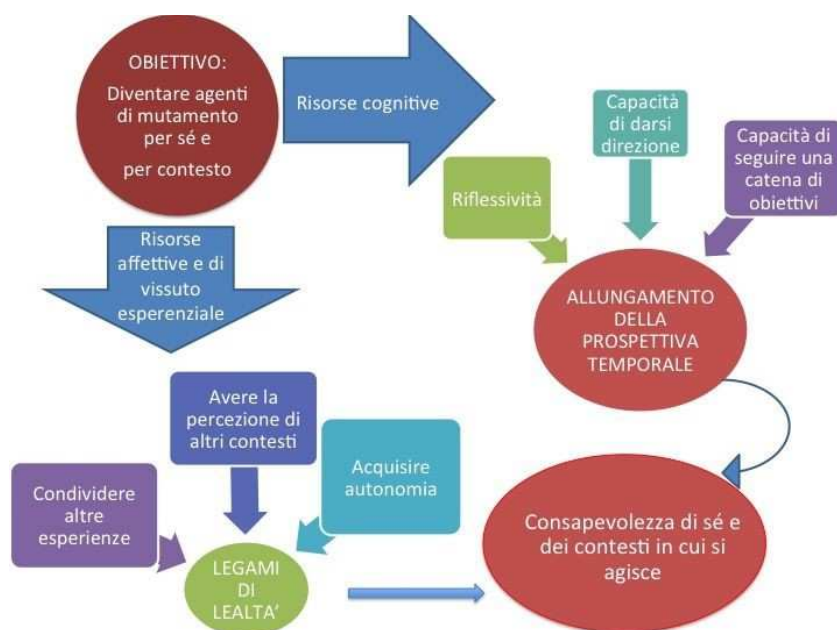 OBIETTIVO:
Diventare agenti
di mutamento
per sé e
per contesto
Risorse cognitive
Capacità
di darsi
direzione
Capacità di
seguire una
catena di
obiettivi
Riflessività
ALLUNGAMENTO
DELLA
PROSPETTIVA
TEMPORALE
Risorse
affettive e di
vissuto
esperenziale
Avere la
percezione di
altri contesti
Acquisire
autonomia
Condividere
altre
esperienze
LEGAMI
DI
LEALTA’
Consapevolezza di sé e
dei contesti in cui si
agisce